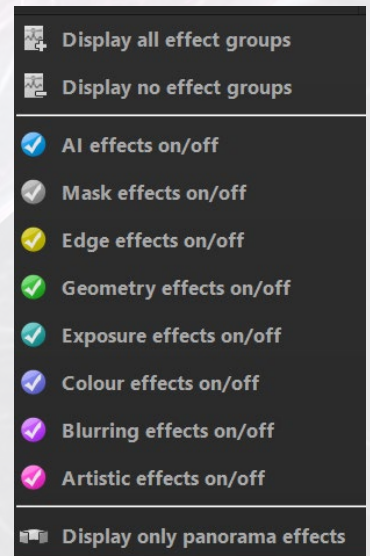 Display all effect groups
Display no effect groups
AI effects on/off
Mask effects on/off
Edge effects on/off
Geometry effects on/off
Exposure effects on/off
Colour effects on/off
Blurring effects on/off
Artistic effects on/off
Display only panorama effects